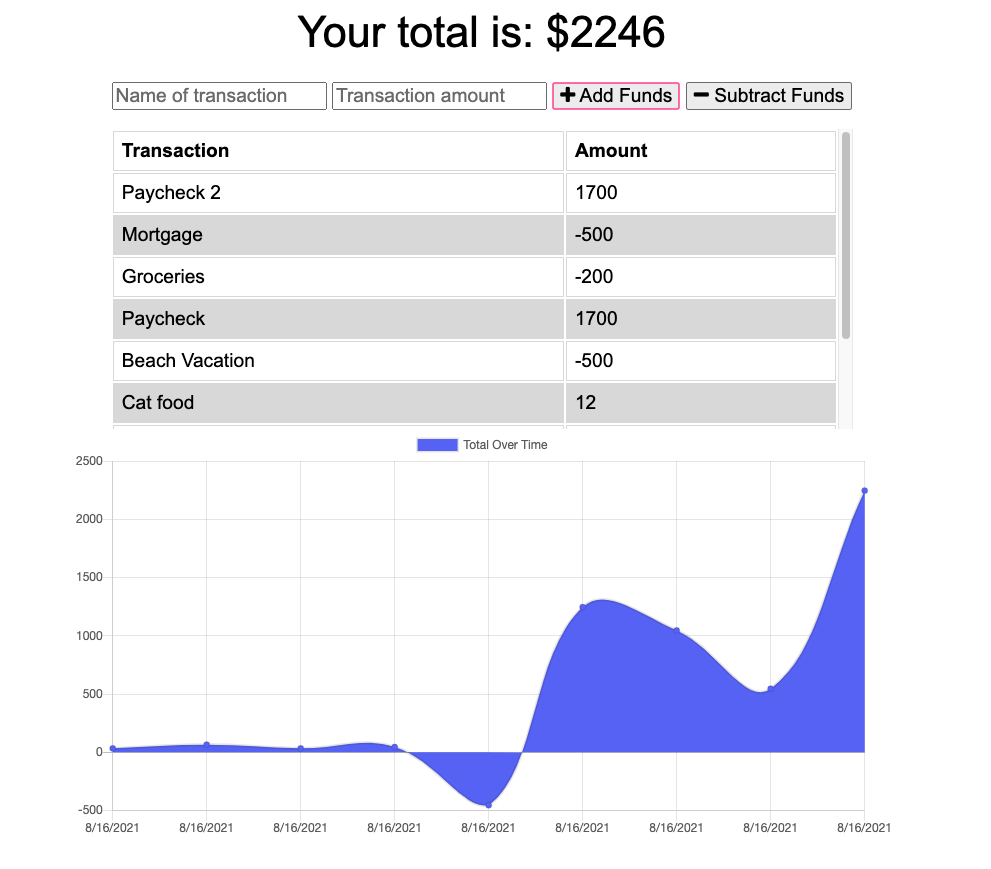 Your total is: $2246
Name of transaction Transaction amount + Add Funds − Subtract Funds
Transaction Amount
Paycheck 2 1700
Mortgage -500
Groceries -200
Paycheck 1700
Beach Vacation -500
Cat food 12
Total Over Time
2500
2000
1500
1000
500
0
-500
8/16/2021 8/16/2021 8/16/2021 8/16/2021 8/16/2021 8/16/2021 8/16/2021 8/16/2021 8/16/2021